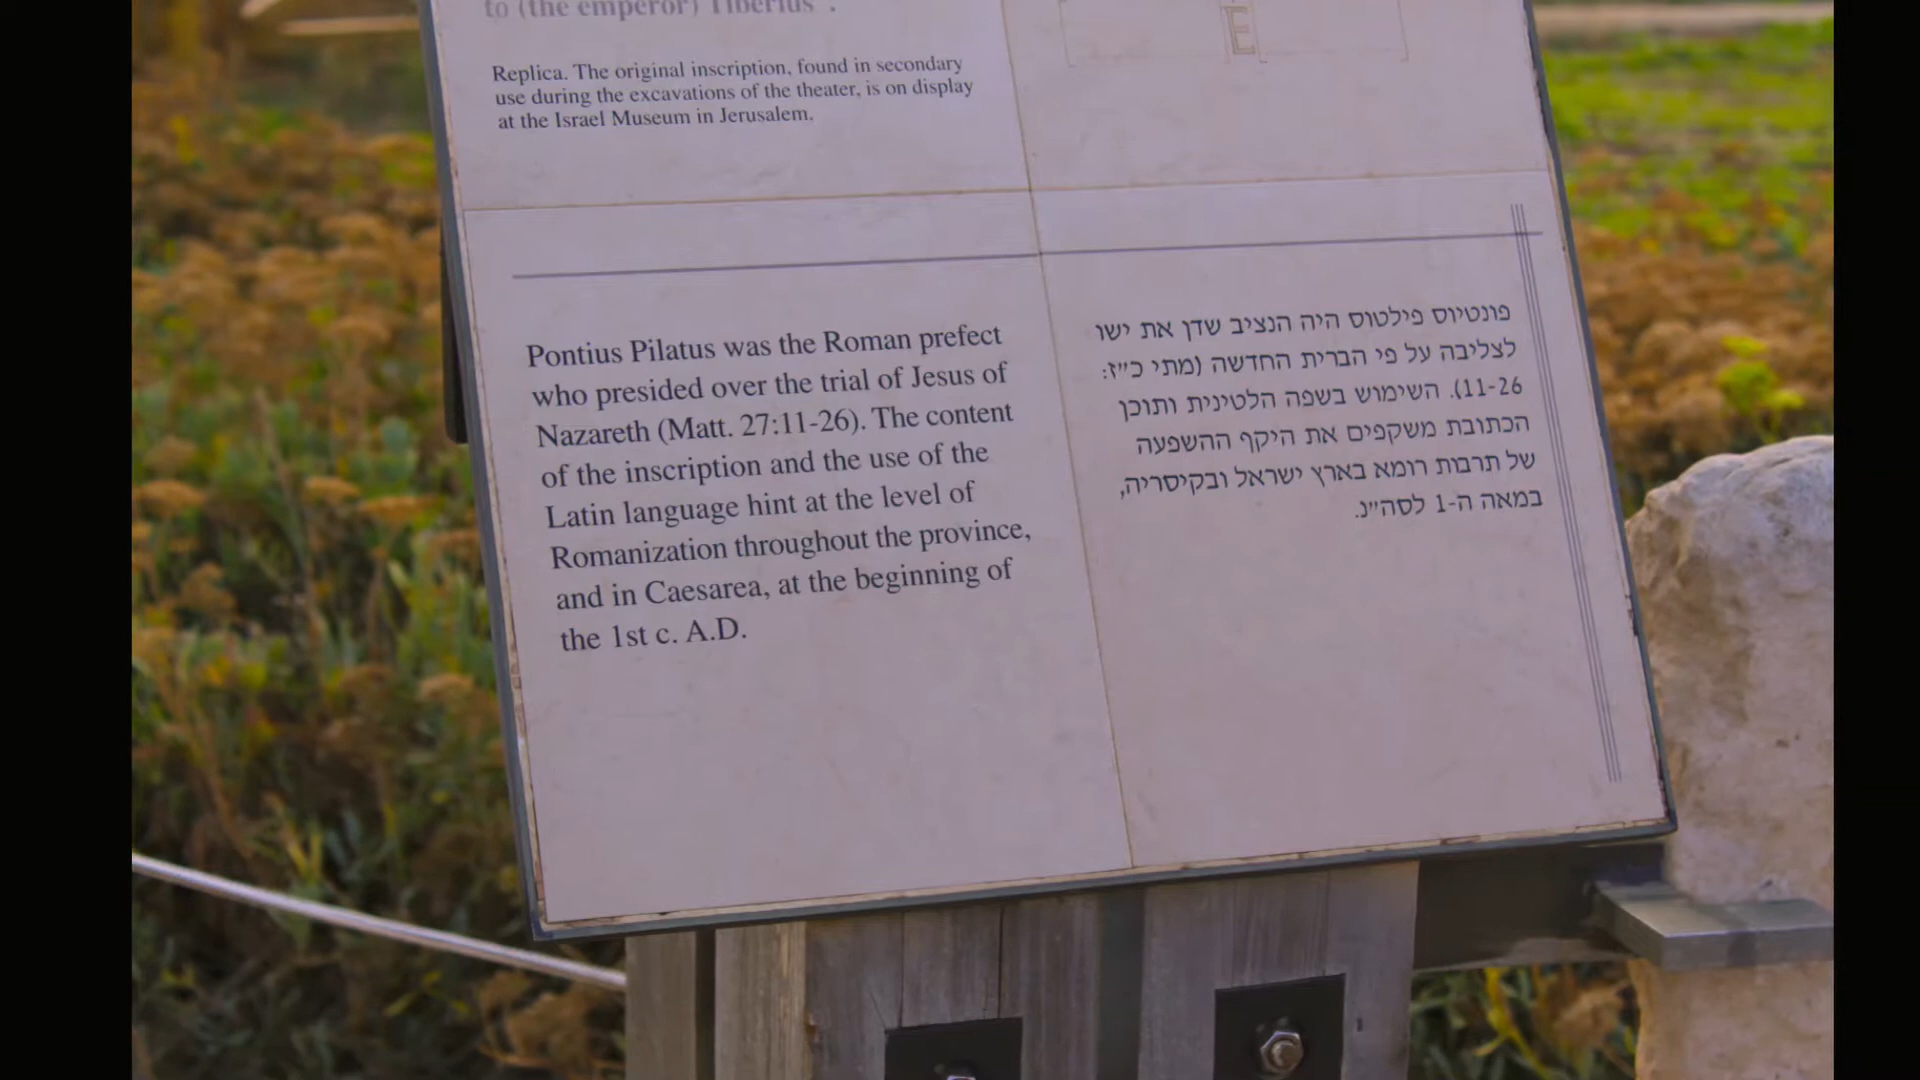 to (the emperor) Tiberius".
Replica. The original inscription, found in secondary
use during the excavations of the theater, is on display
at the Israel Museum in Jerusalem.
E
Pontius Pilatus was the Roman prefect
who presided over the trial of Jesus of
Nazareth (Matt. 27:11-26). The content
of the inscription and the use of the
Latin language hint at the level of
Romanization throughout the province,
and in Caesarea, at the beginning of
the 1st c. A.D.
פונטיוס פילטוס היה הנציב שדן את ישו
לצליבה על פי הברית החדשה (מתי כ״ז:
11-26). השימוש בשפה הלטינית ותוכן
הכתובת משקפים את היקף ההשפעה
של תרבות רומא בארץ ישראל ובקיסריה,
במאה ה-1 לסה״נ.